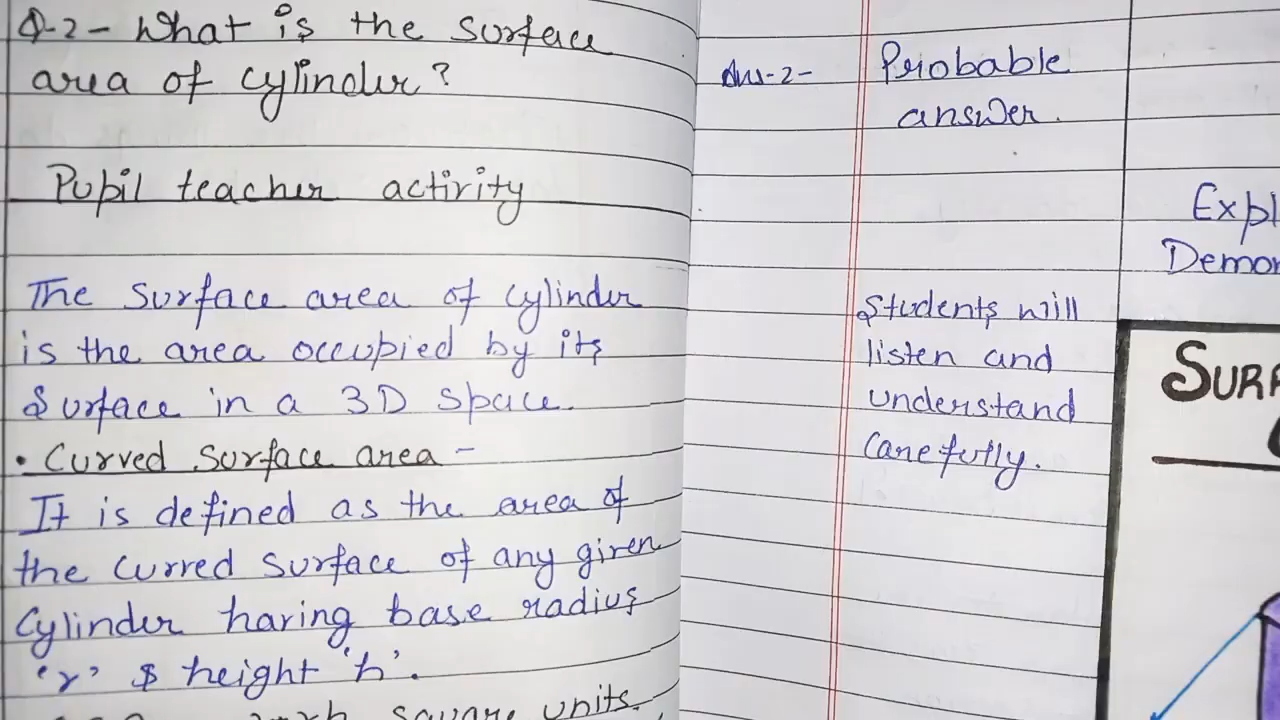 Q-2- What is the surface
area of cylinder?
Pupil teacher activity
The surface area of cylinder
is the area occupied by its
Surface in a 3D space.
• Curved surface area -
It is defined as the area of
the curved surface of any given
Cylinder having base radius
'r' $ height 'h'.
square units.
Ans-2-
Probable
answer.
Students will
listen and
understand
carefully.
Expl
Demon
SURF